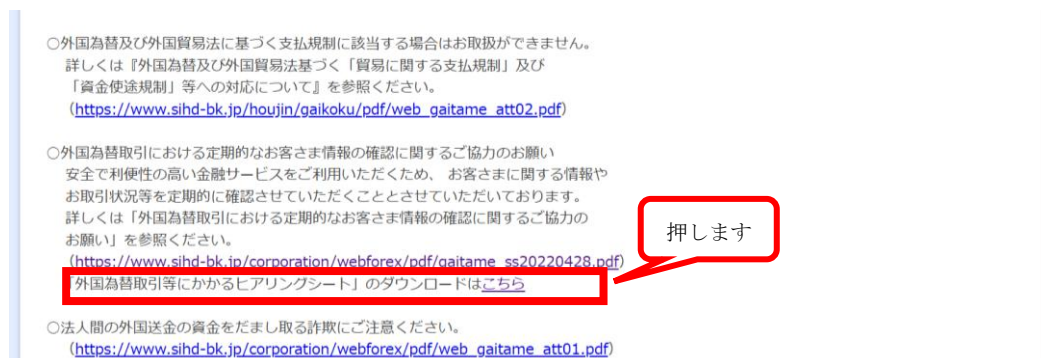 ○外国為替及び外国貿易法に基づく支払規制に該当する場合はお取扱ができません。
詳しくは『外国為替及び外国貿易法基づく「貿易に関する支払規制」及び
「資金使途規制」等への対応について』を参照ください。
(https://www.sihd-bk.jp/houjin/gaikoku/pdf/web_gaitame_att02.pdf)
○外国為替取引における定期的なお客さま情報の確認に関するご協力のお願い
安全で利便性の高い金融サービスをご利用いただくため、 お客さまに関する情報や
お取引状況等を定期的に確認させていただくこととさせていただいております。
詳しくは「外国為替取引における定期的なお客さま情報の確認に関するご協力の
お願い」を参照ください。
(https://www.sihd-bk.jp/corporation/webforex/pdf/gaitame_ss20220428.pdf)
「外国為替取引等にかかるヒアリングシート」のダウンロードはこちら
押します
○法人間の外国送金の資金をだまし取る詐欺にご注意ください。
(https://www.sihd-bk.jp/corporation/webforex/pdf/web_gaitame_att01.pdf)